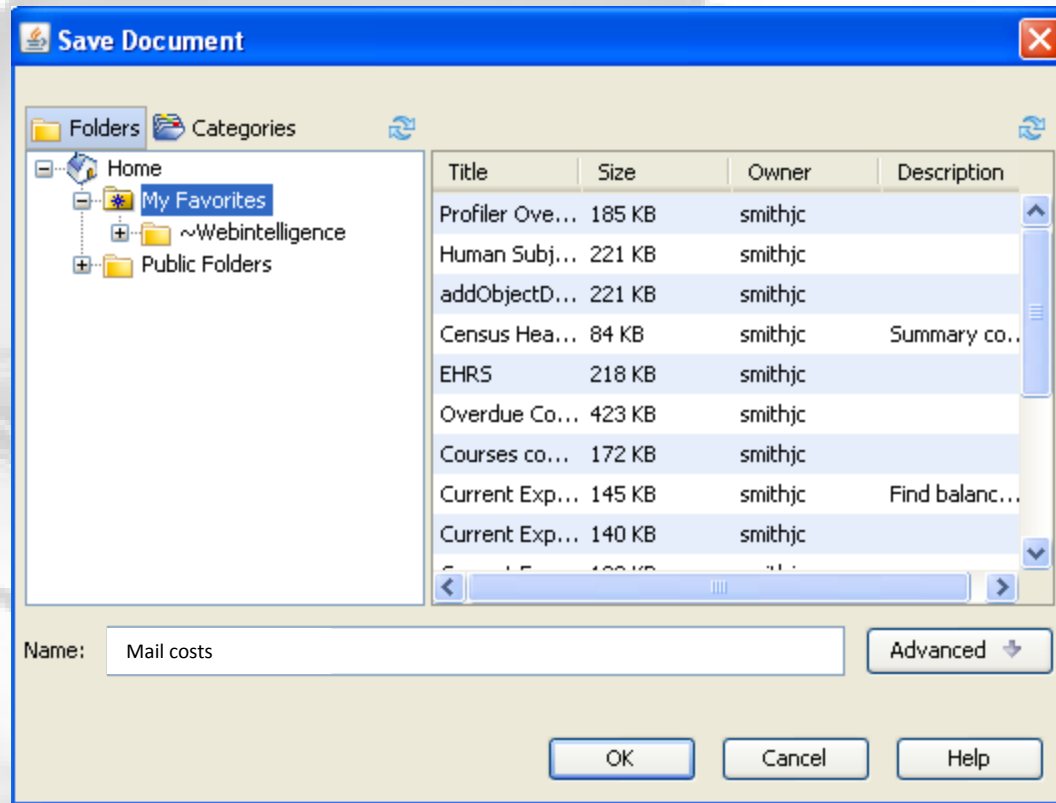 Save Document
Folders Categories
Home
My Favorites
~Webintelligence
Public Folders
Title Size Owner Description
Profiler Ove... 185 KB smithjc
Human Subj... 221 KB smithjc
addObjectD... 221 KB smithjc
Census Hea... 84 KB smithjc Summary co..
EHRS 218 KB smithjc
Overdue Co... 423 KB smithjc
Courses co... 172 KB smithjc
Current Exp... 145 KB smithjc Find balanc...
Current Exp... 140 KB smithjc
Name: Mail costs Advanced
OK Cancel Help